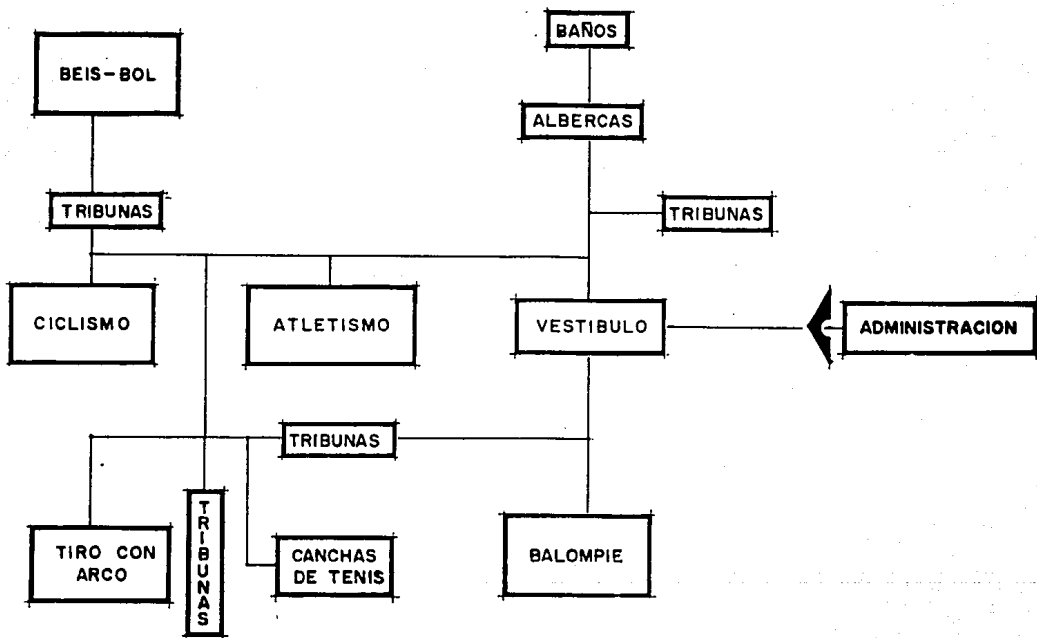 BAÑOS
BEIS-BOL
ALBERCAS
TRIBUNAS
TRIBUNAS
CICLISMO
ATLETISMO
VESTIBULO
ADMINISTRACION
TRIBUNAS
TRIBUNAS
TIRO CON
ARCO
CANCHAS
DE TENIS
BALOMPIE